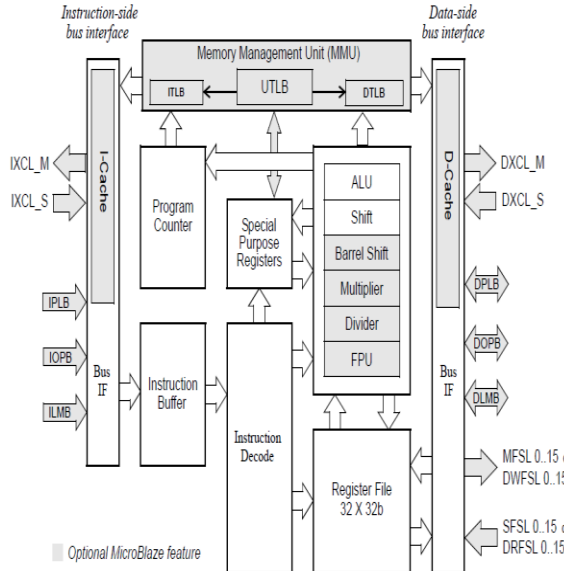 Instruction-side
bus interface
Data-side
bus interface
Memory Management Unit (MMU)
ITLB
UTLB
DTLB
I-Cache
D-Cache
IXCL_M
IXCL_S
DXCL_M
DXCL_S
Program
Counter
Special
Purpose
Registers
ALU
Shift
Barrel Shift
Multiplier
Divider
FPU
IPLB
IOPB
ILMB
Bus
IF
DPLB
DOPB
DLMB
Bus
IF
Instruction
Buffer
Instruction
Decode
Register File
32 X 32b
MFSL 0..15
DWFSL 0..15
SFSL 0..15
DRFSL 0..15
Optional MicroBlaze feature